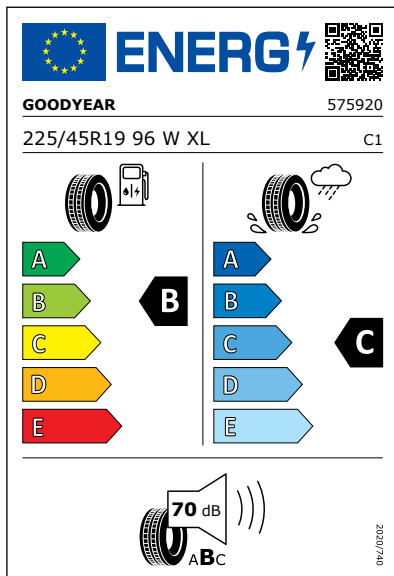 ENERG
GOODYEAR 575920
225/45R19 96 W XL C1
A A
B B B
C C C
D D
E E
70 dB
ABC
2020/740